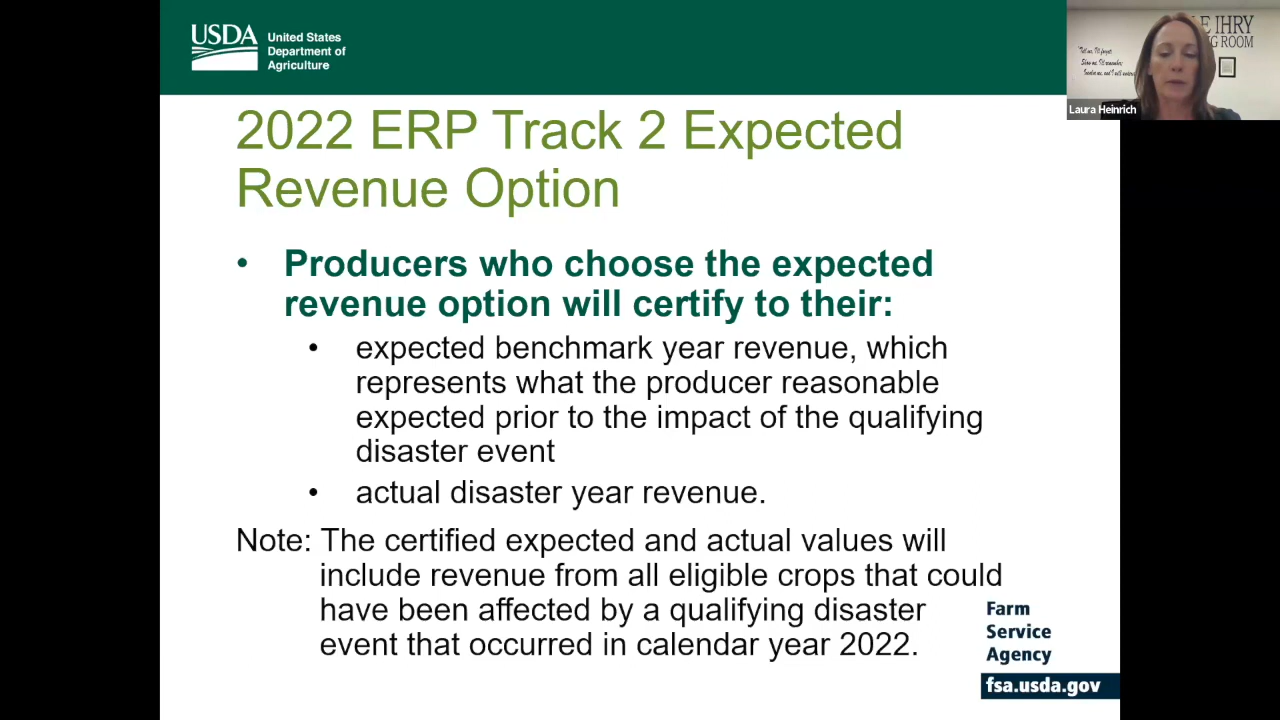 USDA
United States
Department of
Agriculture
E IHRY
G ROOM
Laura Heinrich
2022 ERP Track 2 Expected
Revenue Option
• Producers who choose the expected
revenue option will certify to their:
• expected benchmark year revenue, which
represents what the producer reasonable
expected prior to the impact of the qualifying
disaster event
• actual disaster year revenue.
Note: The certified expected and actual values will
include revenue from all eligible crops that could
have been affected by a qualifying disaster
event that occurred in calendar year 2022.
Farm
Service
Agency
fsa.usda.gov